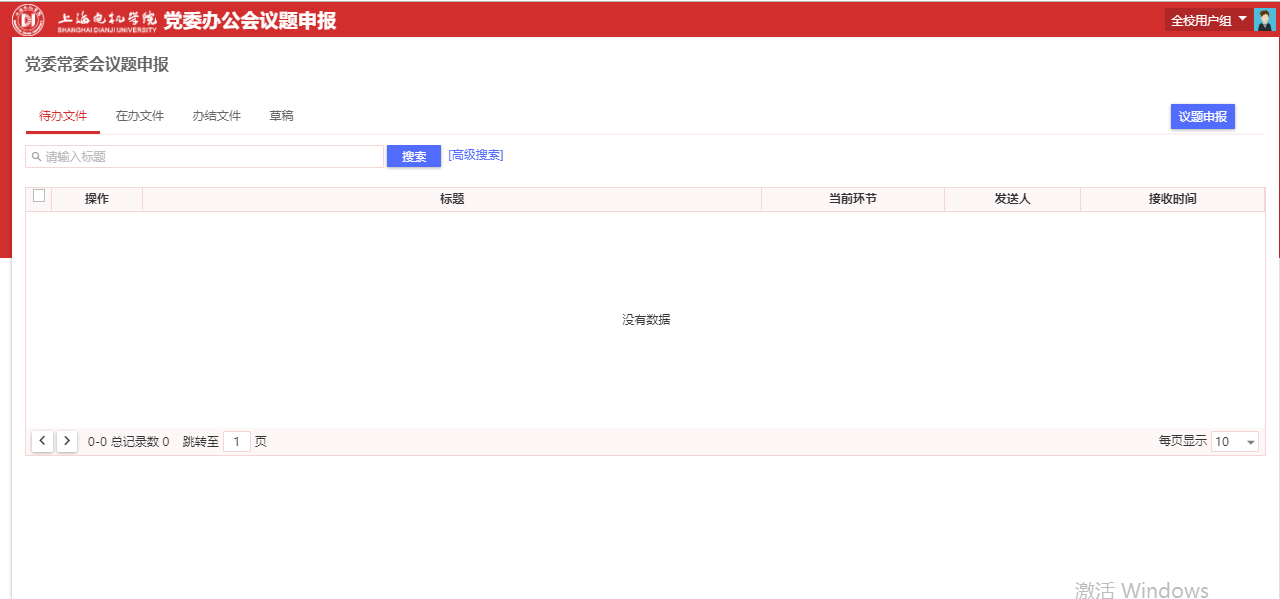 上海电机学院 党委办公会议题申报 全校用户组
SHANGHAI DIANJI UNIVERSITY
党委常委会议题申报
待办文件 在办文件 办结文件 草稿 议题申报
请输入标题 搜索 [高级搜索]
操作 标题 当前环节 发送人 接收时间
没有数据
0-0 总记录数 0 跳转至 1 页 每页显示 10
激活 Windows